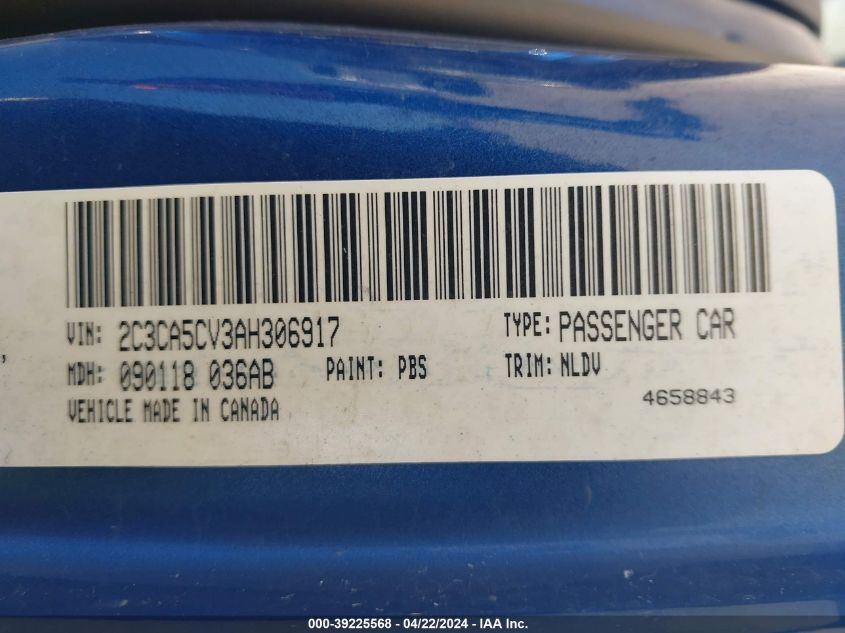 VIN: 2C3CA5CV3AH306917 TYPE: PASSENGER CAR
MDH: 090118 036AB PAINT: PBS TRIM: NLDV
VEHICLE MADE IN CANADA 4658843
000-39225568 - 04/22/2024 - IAA Inc.